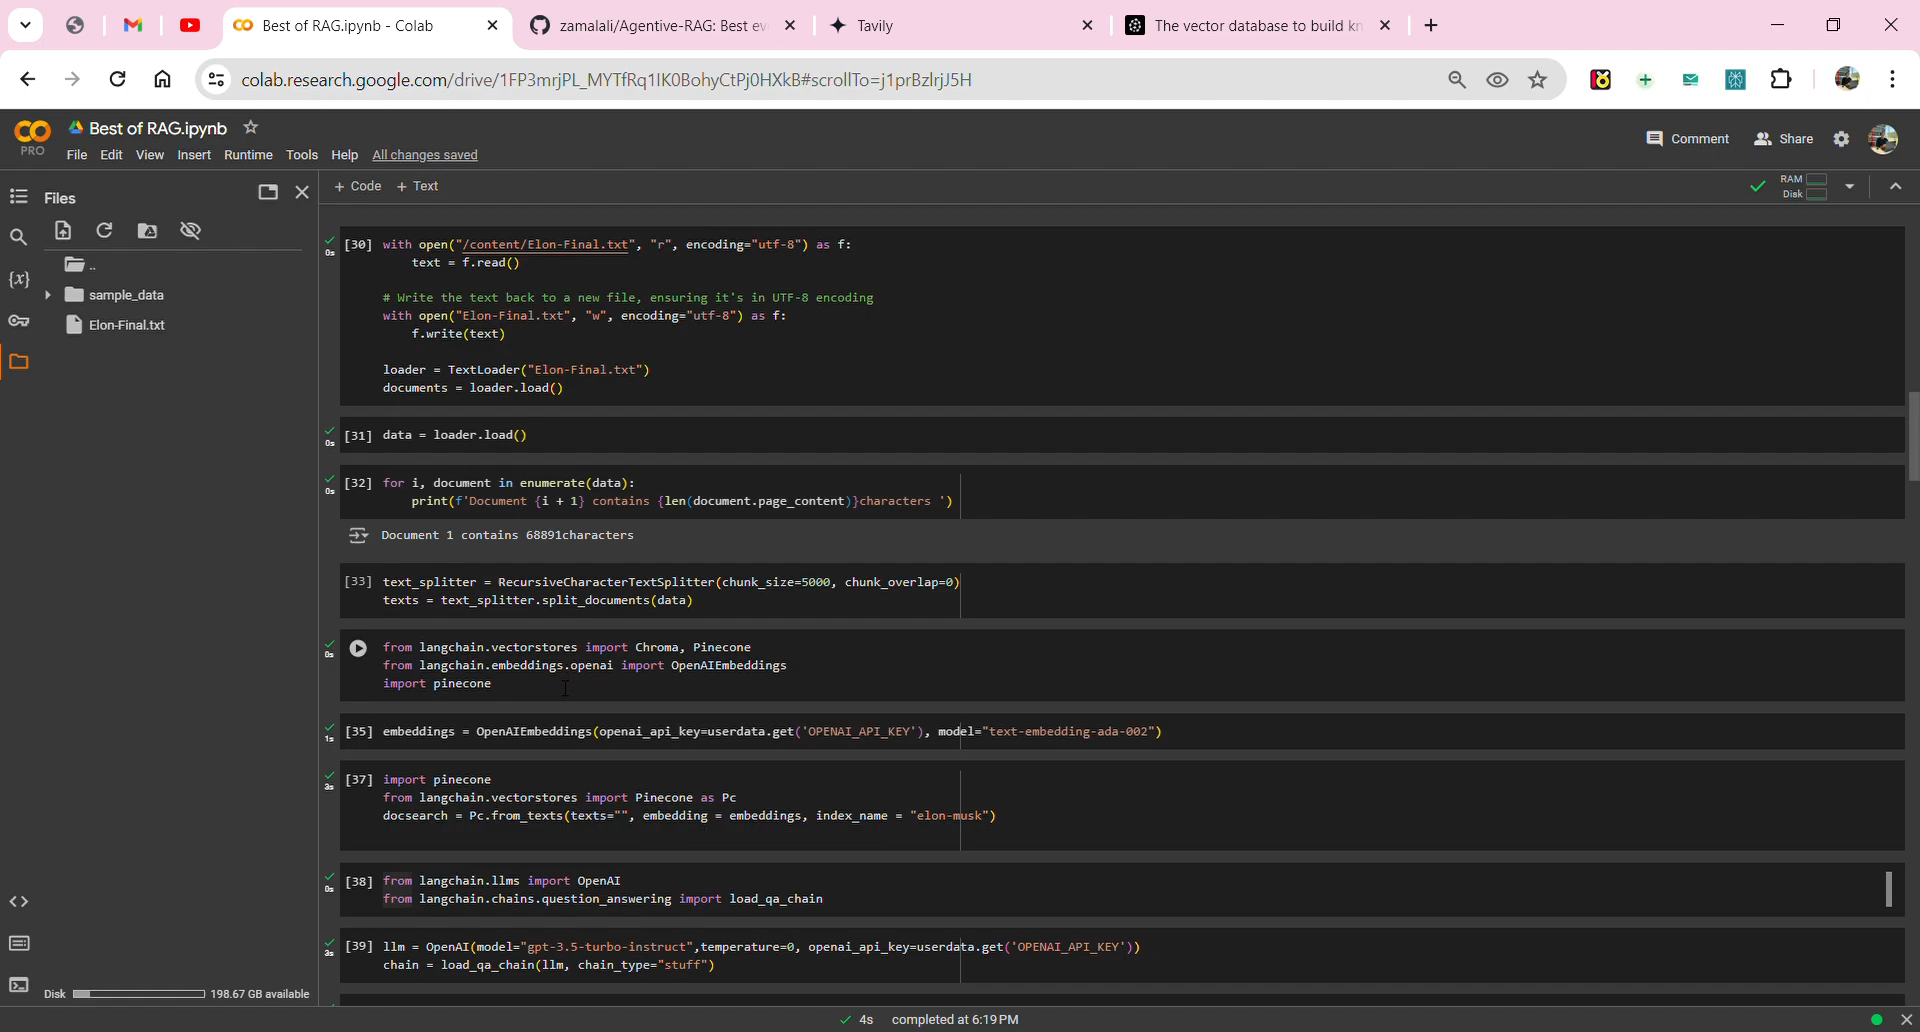 Best of RAG.ipynb - Colab
zamalali/Agentive-RAG: Best ev
Tavily
The vector database to build kn
colab.research.google.com/drive/1FP3mrjPL_MYTfRq1IK0BohyCtPj0HXkB#scrollTo=j1prBzlrjJ5H
PRO
Best of RAG.ipynb
File Edit View Insert Runtime Tools Help All changes saved
Comment
Share
Files
+ Code + Text
RAM
Disk
..
sample_data
Elon-Final.txt
{x}
0s
[30] with open("/content/Elon-Final.txt", "r", encoding="utf-8") as f:
text = f.read()
# Write the text back to a new file, ensuring it's in UTF-8 encoding
with open("Elon-Final.txt", "w", encoding="utf-8") as f:
f.write(text)
loader = TextLoader("Elon-Final.txt")
documents = loader.load()
0s
[31] data = loader.load()
0s
[32] for i, document in enumerate(data):
print(f'Document {i + 1} contains {len(document.page_content)}characters ')
Document 1 contains 68891characters
[33] text_splitter = RecursiveCharacterTextSplitter(chunk_size=5000, chunk_overlap=0)
texts = text_splitter.split_documents(data)
0s
from langchain.vectorstores import Chroma, Pinecone
from langchain.embeddings.openai import OpenAIEmbeddings
import pinecone
1s
[35] embeddings = OpenAIEmbeddings(openai_api_key=userdata.get('OPENAI_API_KEY'), model="text-embedding-ada-002")
3s
[37] import pinecone
from langchain.vectorstores import Pinecone as Pc
docsearch = Pc.from_texts(texts="", embedding = embeddings, index_name = "elon-musk")
0s
[38] from langchain.llms import OpenAI
from langchain.chains.question_answering import load_qa_chain
3s
[39] llm = OpenAI(model="gpt-3.5-turbo-instruct",temperature=0, openai_api_key=userdata.get('OPENAI_API_KEY'))
chain = load_qa_chain(llm, chain_type="stuff")
Disk 198.67 GB available
4s completed at 6:19 PM